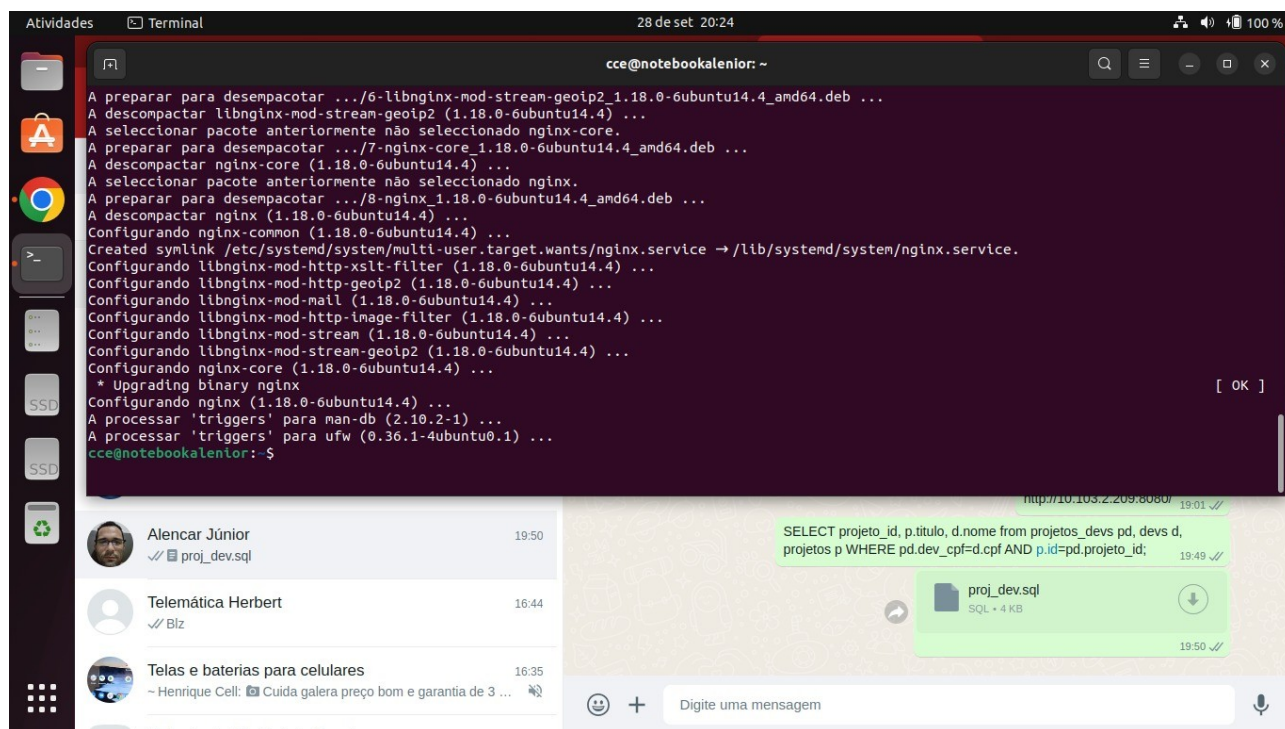 Atividades
Terminal
28 de set 20:24
100 %
cce@notebookalenior: ~
A preparar para desempacotar .../6-libnginx-mod-stream-geoip2_1.18.0-6ubuntu14.4_amd64.deb ...
A descompactar libnginx-mod-stream-geoip2 (1.18.0-6ubuntu14.4) ...
A seleccionar pacote anteriormente não seleccionado nginx-core.
A preparar para desempacotar .../7-nginx-core_1.18.0-6ubuntu14.4_amd64.deb ...
A descompactar nginx-core (1.18.0-6ubuntu14.4) ...
A seleccionar pacote anteriormente não seleccionado nginx.
A preparar para desempacotar .../8-nginx_1.18.0-6ubuntu14.4_amd64.deb ...
A descompactar nginx (1.18.0-6ubuntu14.4) ...
Configurando nginx-common (1.18.0-6ubuntu14.4) ...
Created symlink /etc/systemd/system/multi-user.target.wants/nginx.service → /lib/systemd/system/nginx.service.
Configurando libnginx-mod-http-xslt-filter (1.18.0-6ubuntu14.4) ...
Configurando libnginx-mod-http-geoip2 (1.18.0-6ubuntu14.4) ...
Configurando libnginx-mod-mail (1.18.0-6ubuntu14.4) ...
Configurando libnginx-mod-http-image-filter (1.18.0-6ubuntu14.4) ...
Configurando libnginx-mod-stream (1.18.0-6ubuntu14.4) ...
Configurando libnginx-mod-stream-geoip2 (1.18.0-6ubuntu14.4) ...
Configurando nginx-core (1.18.0-6ubuntu14.4) ...
* Upgrading binary nginx [ OK ]
Configurando nginx (1.18.0-6ubuntu14.4) ...
A processar 'triggers' para man-db (2.10.2-1) ...
A processar 'triggers' para ufw (0.36.1-4ubuntu0.1) ...
cce@notebookalenior:~$
SSD
SSD
Alencar Júnior 19:50
proj_dev.sql
Telemática Herbert 16:44
Blz
Telas e baterias para celulares 16:35
~ Henrique Cell: Cuida galera preço bom e garantia de 3 ...
http://10.103.2.209:8080/ 19:01
SELECT projeto_id, p.titulo, d.nome from projetos_devs pd, devs d,
projetos p WHERE pd.dev_cpf=d.cpf AND p.id=pd.projeto_id; 19:49
proj_dev.sql
SQL • 4 KB
19:50
Digite uma mensagem